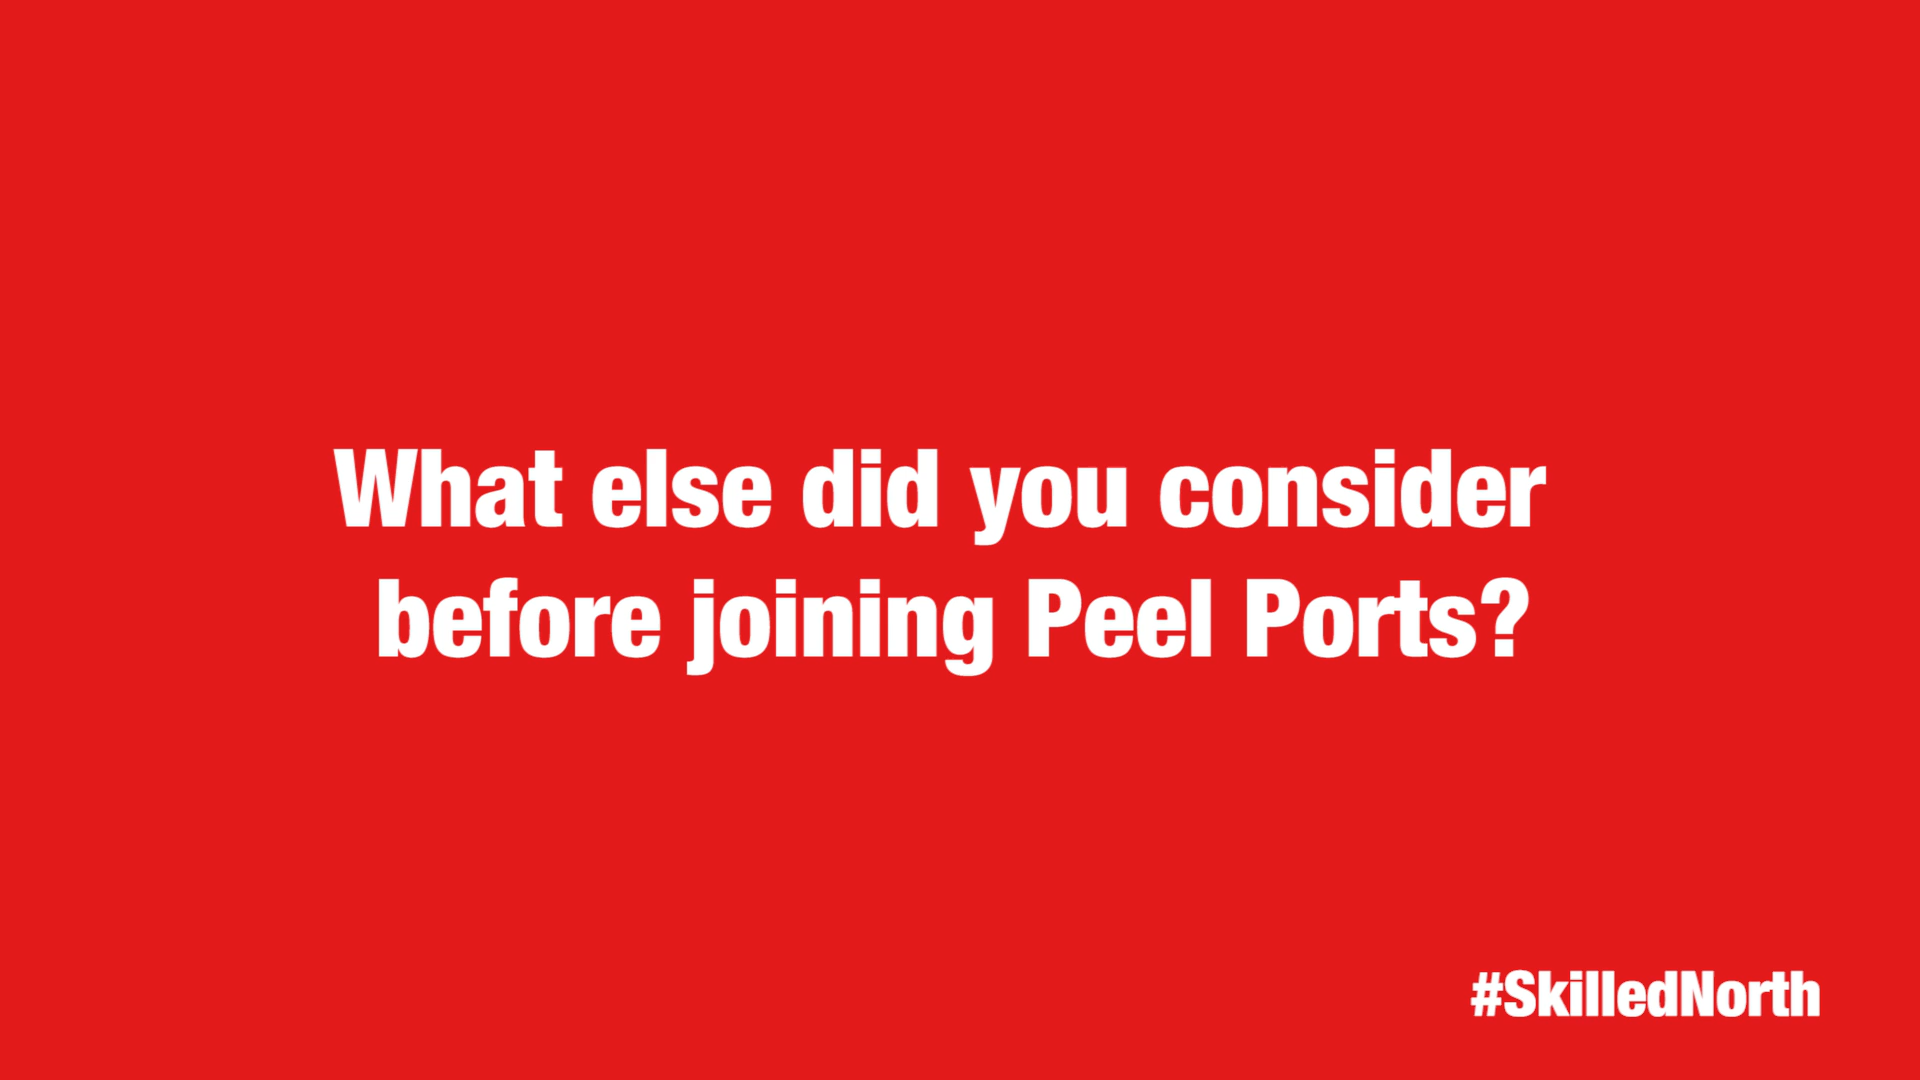 What else did you consider
before joining Peel Ports?
#SkilledNorth